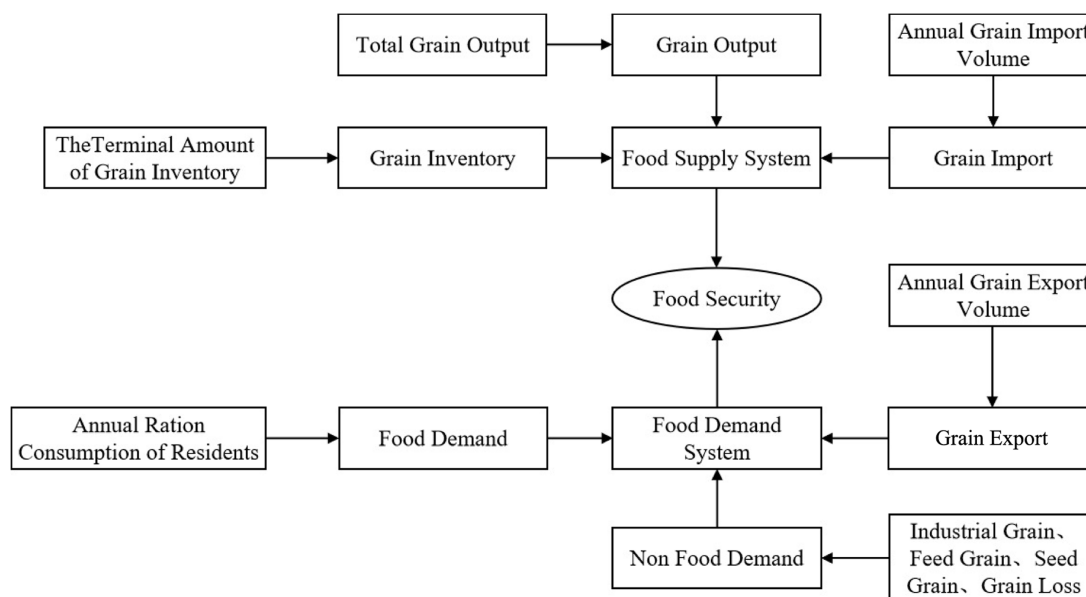 Total Grain Output
Grain Output
Annual Grain Import
Volume
TheTerminal Amount
of Grain Inventory
Grain Inventory
Food Supply System
Grain Import
Food Security
Annual Grain Export
Volume
Annual Ration
Consumption of Residents
Food Demand
Food Demand
System
Grain Export
Non Food Demand
Industrial Grain、
Feed Grain、Seed
Grain、Grain Loss